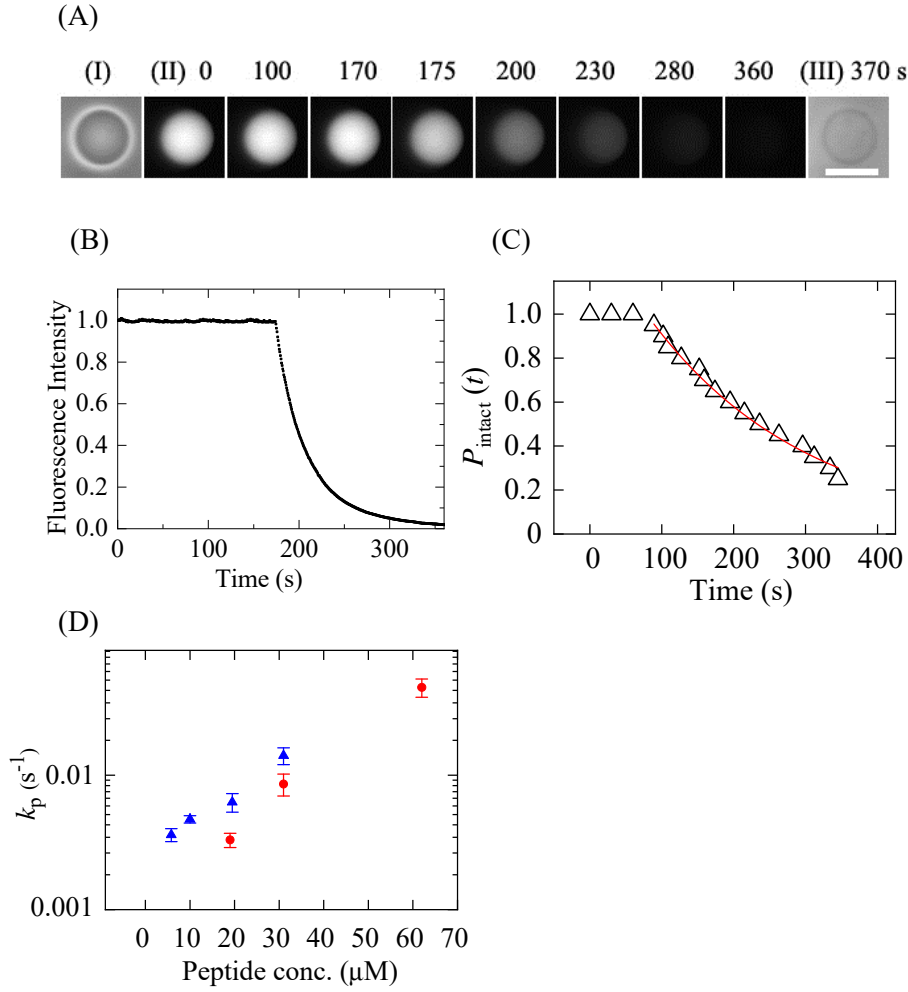 (A)
(I) (II) 0 100 170 175 200 230 280 360 (III) 370 s
(B)
Fluorescence Intensity
1.0
0.8
0.6
0.4
0.2
0.0
0 100 200 300
Time (s)
(C)
P intact (t)
1.0
0.8
0.6
0.4
0.2
0
0 100 200 300 400
Time (s)
(D)
k p (s⁻¹)
0.01
0.001
0 10 20 30 40 50 60 70
Peptide conc. (μM)